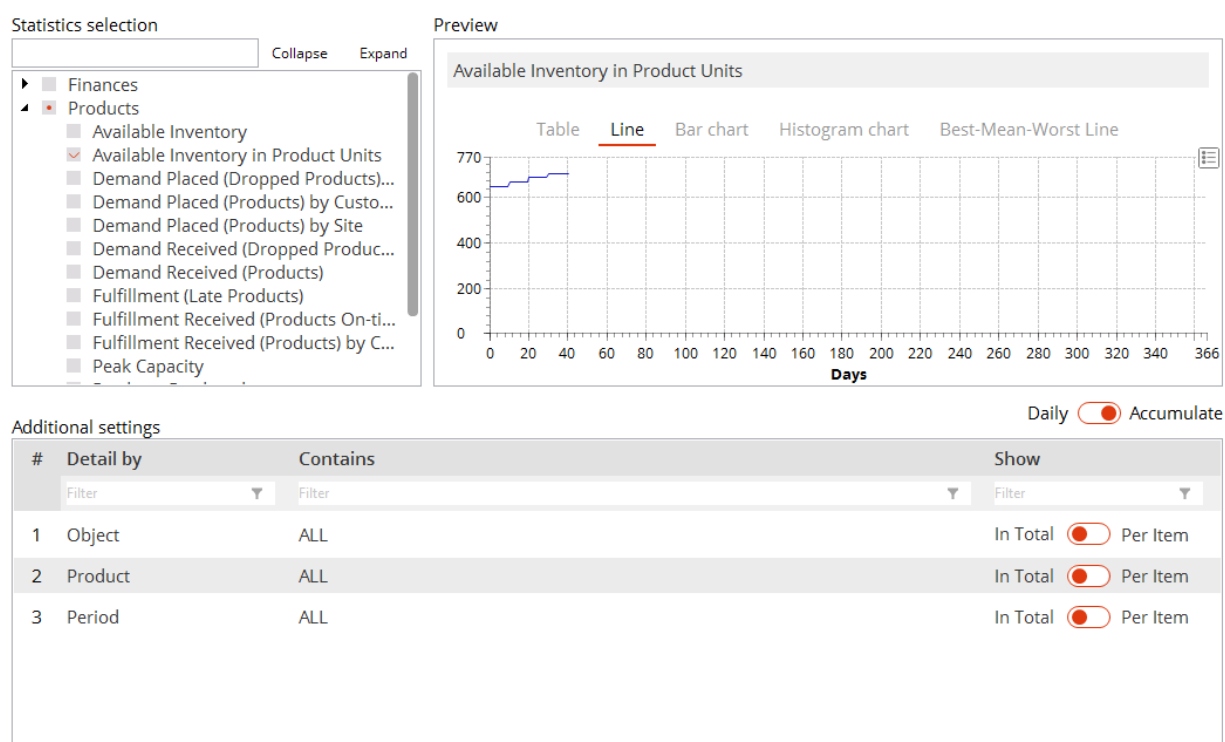 Statistics selection
Collapse Expand
Finances
Products
Available Inventory
Available Inventory in Product Units
Demand Placed (Dropped Products)...
Demand Placed (Products) by Custo...
Demand Placed (Products) by Site
Demand Received (Dropped Produc...
Demand Received (Products)
Fulfillment (Late Products)
Fulfillment Received (Products On-ti...
Fulfillment Received (Products) by C...
Peak Capacity
Preview
Available Inventory in Product Units
Table Line Bar chart Histogram chart Best-Mean-Worst Line
770
600
400
200
0
0 20 40 60 80 100 120 140 160 180 200 220 240 260 280 300 320 340 366
Days
Daily Accumulate
Additional settings
# Detail by Contains Show
Filter Filter Filter
1 Object ALL In Total Per Item
2 Product ALL In Total Per Item
3 Period ALL In Total Per Item